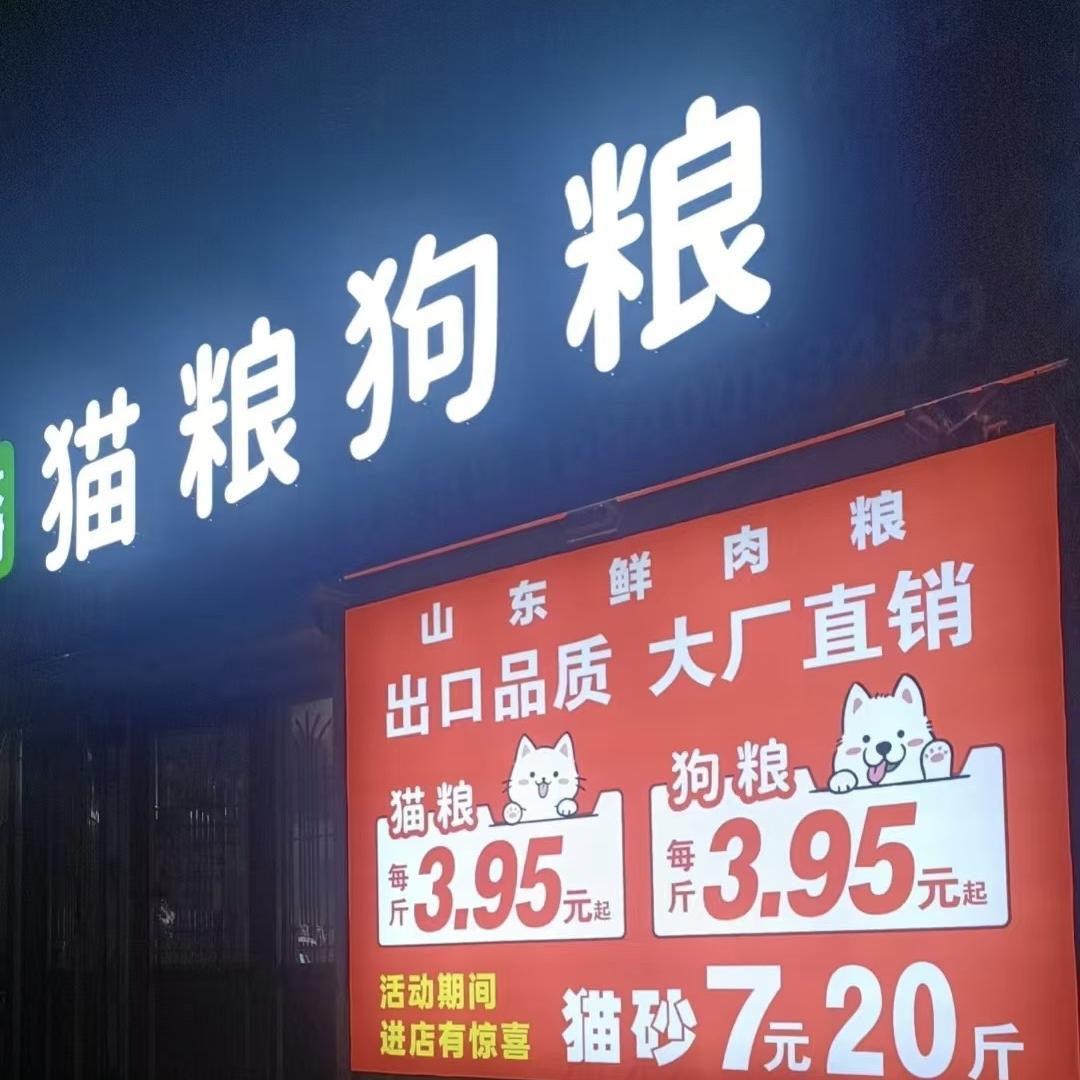 猫粮狗粮
山东鲜肉粮
出口品质 大厂直销
猫粮
每斤3.95元起
狗粮
每斤3.95元起
活动期间
进店有惊喜
猫砂7元20斤